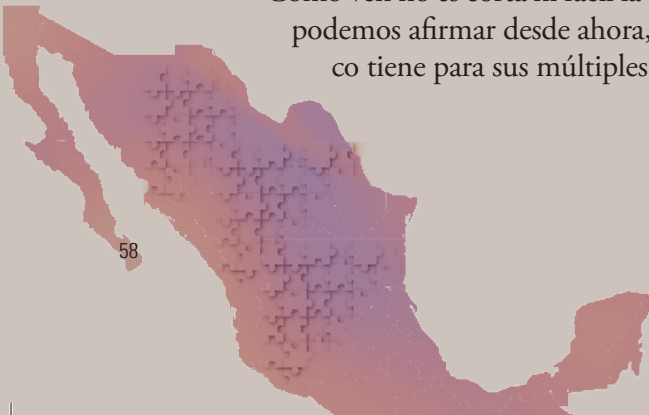 podemos afirmar desde ahora,
co tiene para sus múltiples
58